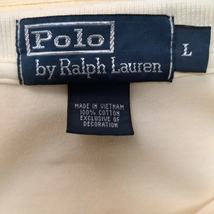 Polo
by Ralph Lauren
L
MADE IN VIETNAM
100% COTTON
EXCLUSIVE OF
DECORATION